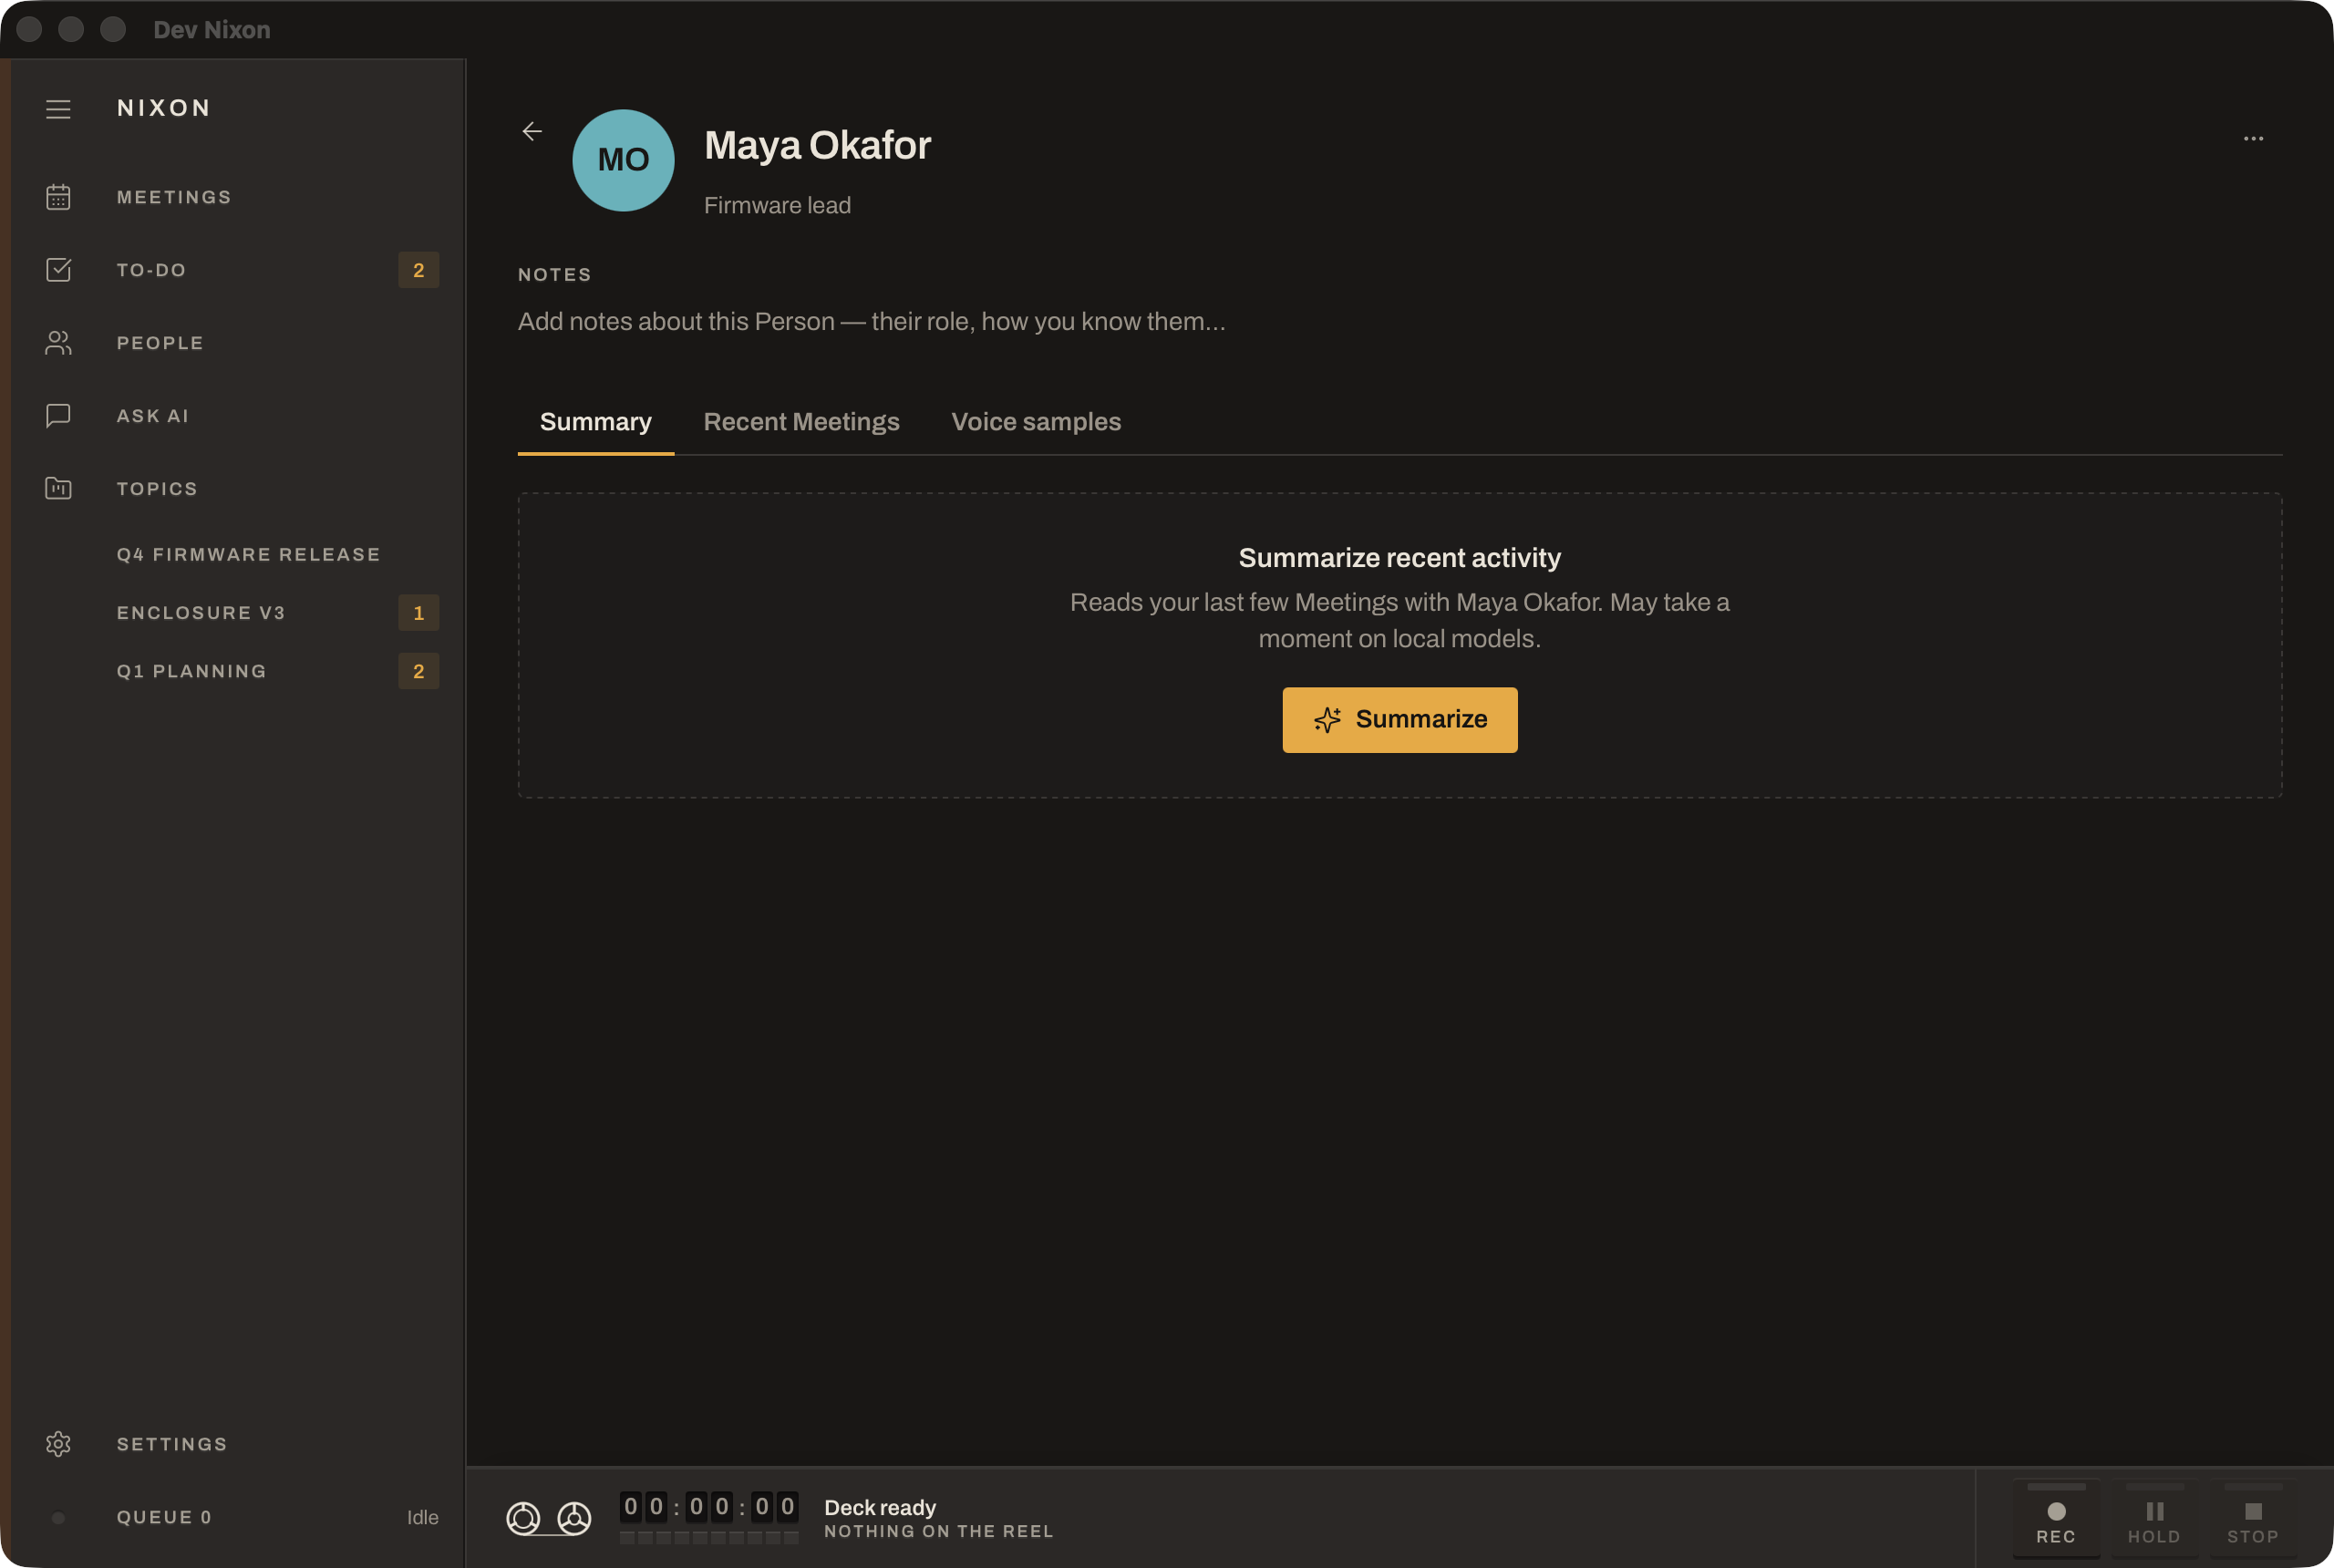 Dev Nixon
NIXON
MEETINGS
TO-DO 2
PEOPLE
ASK AI
TOPICS
Q4 FIRMWARE RELEASE
ENCLOSURE V3 1
Q1 PLANNING 2
SETTINGS
QUEUE 0 Idle
MO
Maya Okafor
Firmware lead
NOTES
Add notes about this Person — their role, how you know them...
Summary Recent Meetings Voice samples
Summarize recent activity
Reads your last few Meetings with Maya Okafor. May take a
moment on local models.
Summarize
00:00:00
Deck ready
NOTHING ON THE REEL
REC HOLD STOP